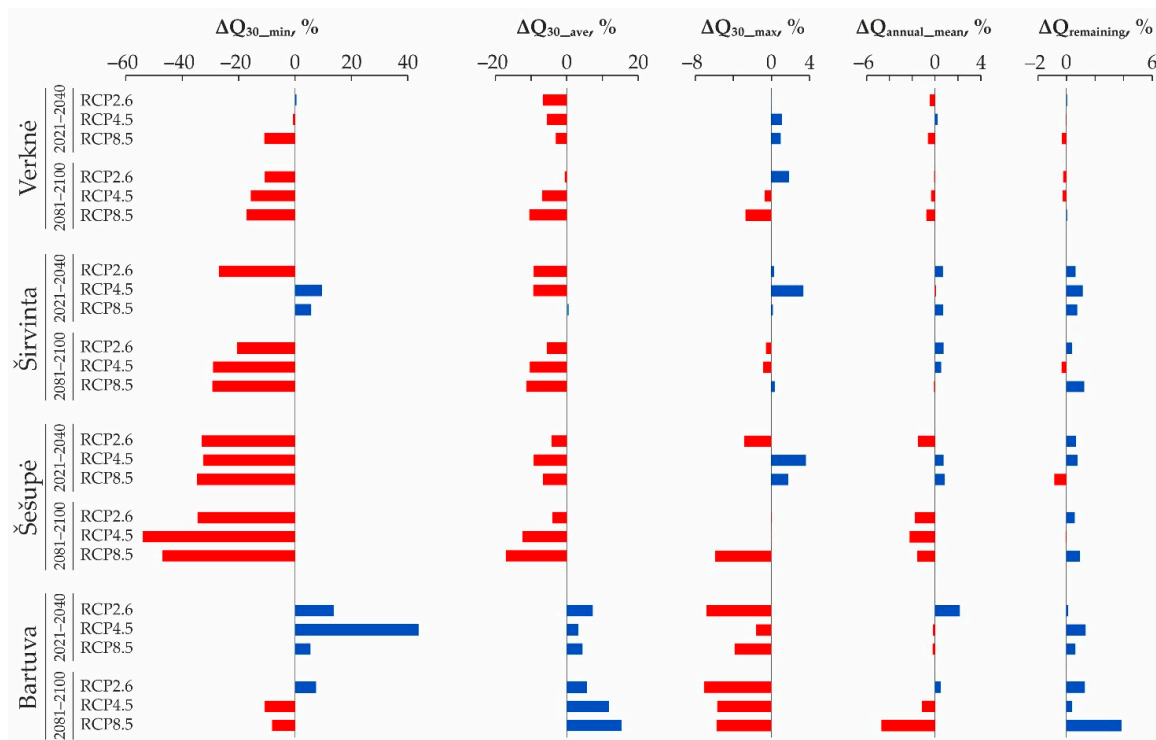 ΔQ30_min, % ΔQ30_ave, % ΔQ30_max, % ΔQannual_mean, % ΔQremaining, %
−60 −40 −20 0 20 40 −20 0 20 −8 0 4 −6 0 4 −2 0 6
Verknė
2021–2040
RCP2.6
RCP4.5
RCP8.5
2081–2100
RCP2.6
RCP4.5
RCP8.5
Širvinta
2021–2040
RCP2.6
RCP4.5
RCP8.5
2081–2100
RCP2.6
RCP4.5
RCP8.5
Šešupė
2021–2040
RCP2.6
RCP4.5
RCP8.5
2081–2100
RCP2.6
RCP4.5
RCP8.5
Bartuva
2021–2040
RCP2.6
RCP4.5
RCP8.5
2081–2100
RCP2.6
RCP4.5
RCP8.5